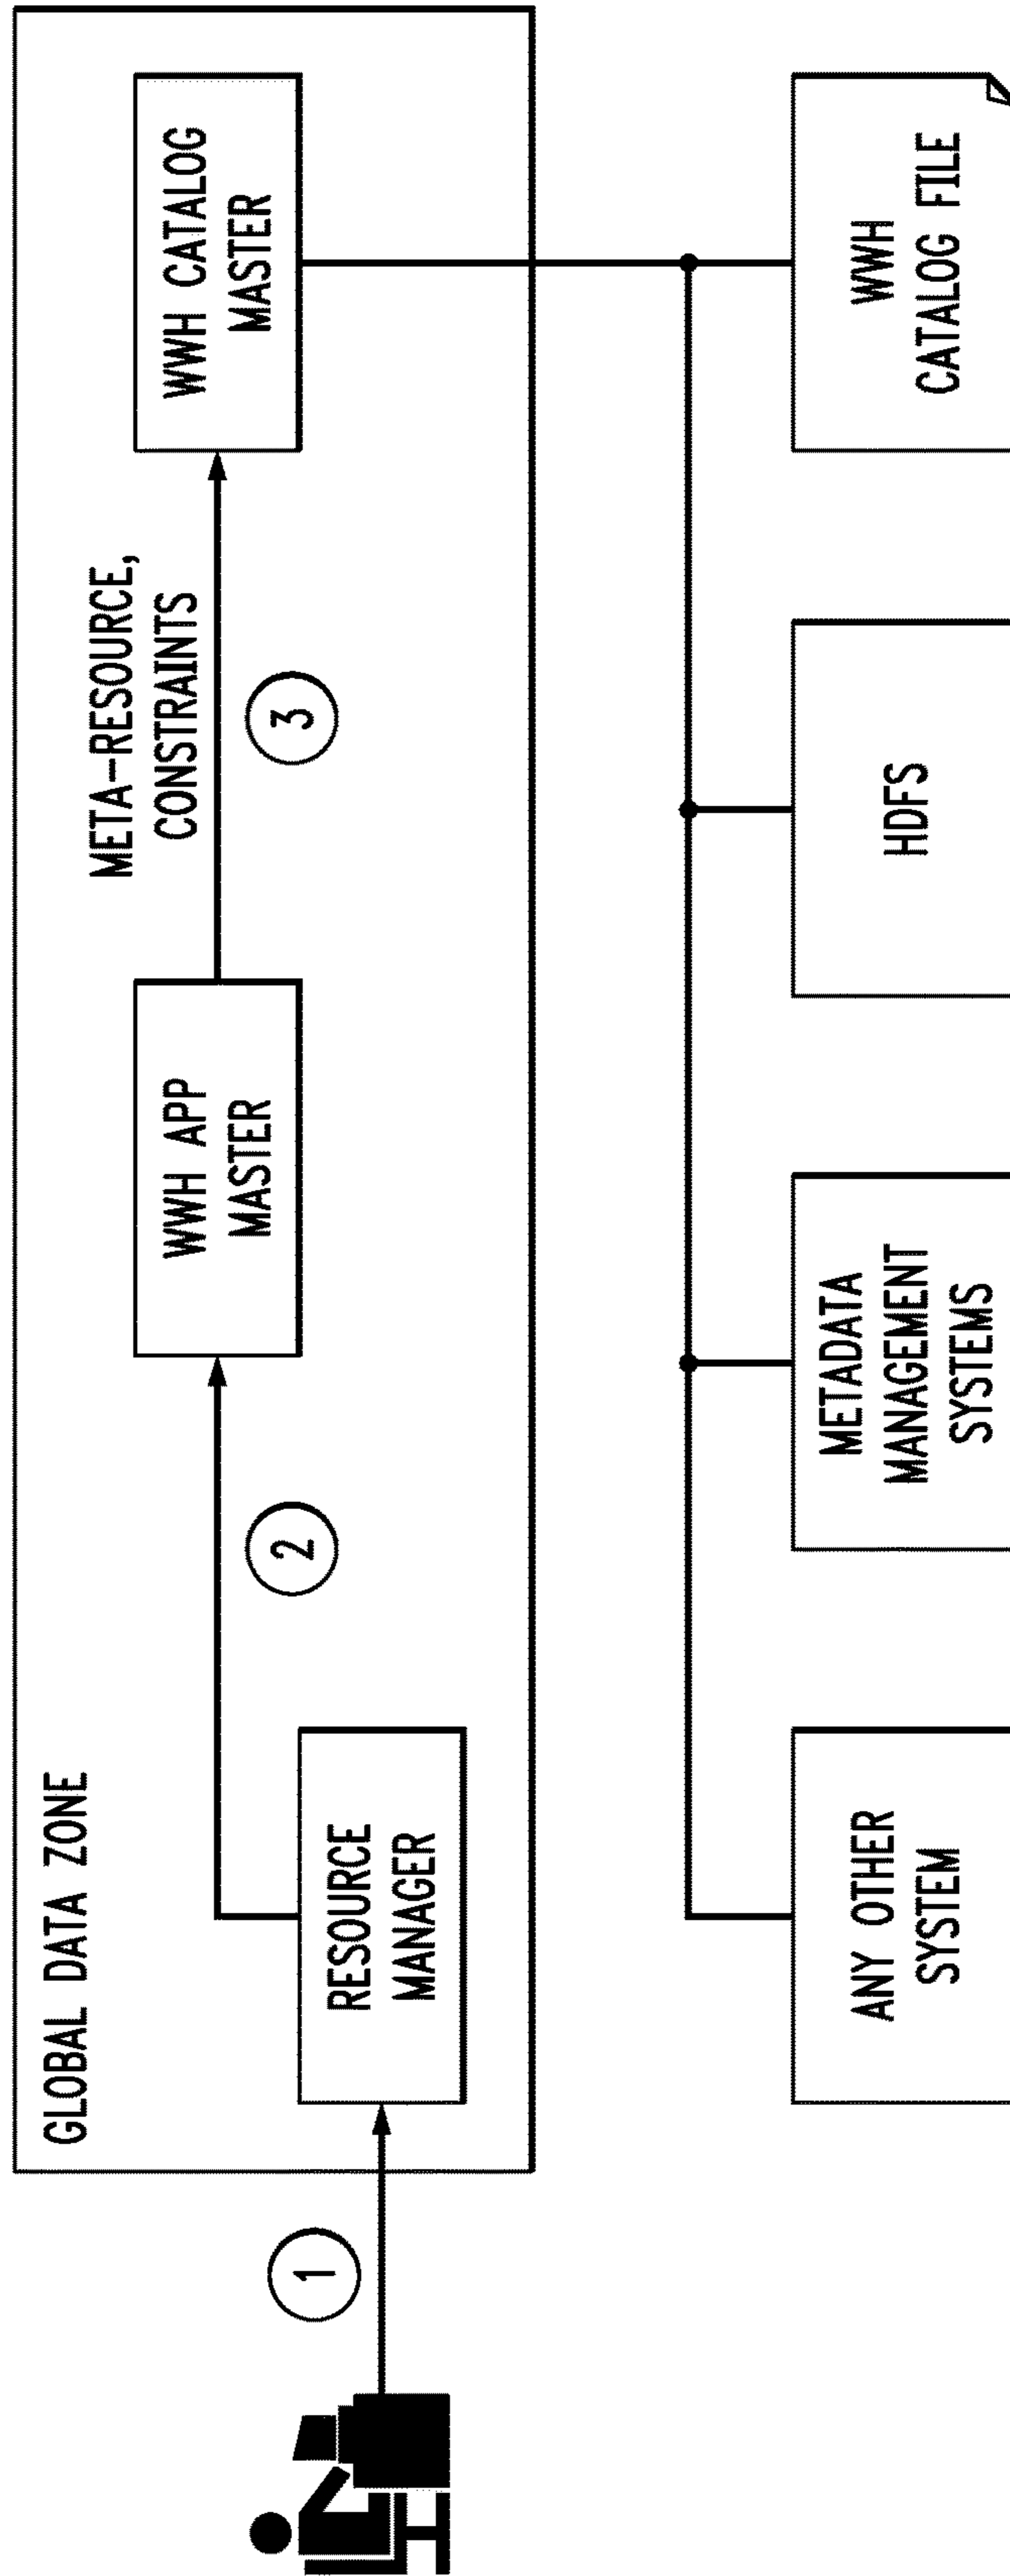 GLOBAL DATA ZONE
1
RESOURCE
MANAGER
2
WWH APP
MASTER
META-RESOURCE,
CONSTRAINTS
3
WWH CATALOG
MASTER
ANY OTHER
SYSTEM
METADATA
MANAGEMENT
SYSTEMS
HDFS
WWH
CATALOG FILE